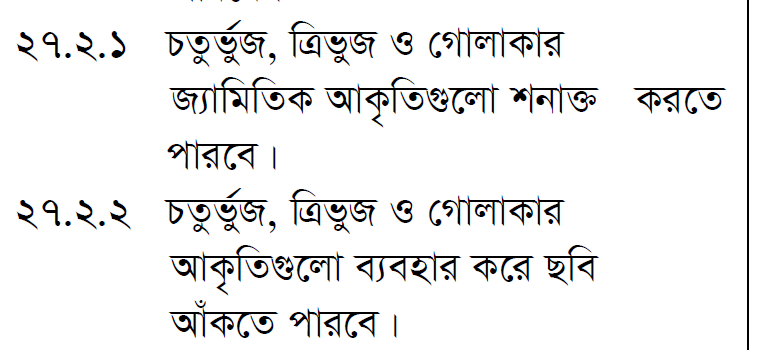 ২৭.২.১ চতুর্ভুজ, ত্রিভুজ ও গোলাকার
জ্যামিতিক আকৃতিগুলো শনাক্ত করতে
পারবে।
২৭.২.২ চতুর্ভুজ, ত্রিভুজ ও গোলাকার
আকৃতিগুলো ব্যবহার করে ছবি
আঁকতে পারবে।